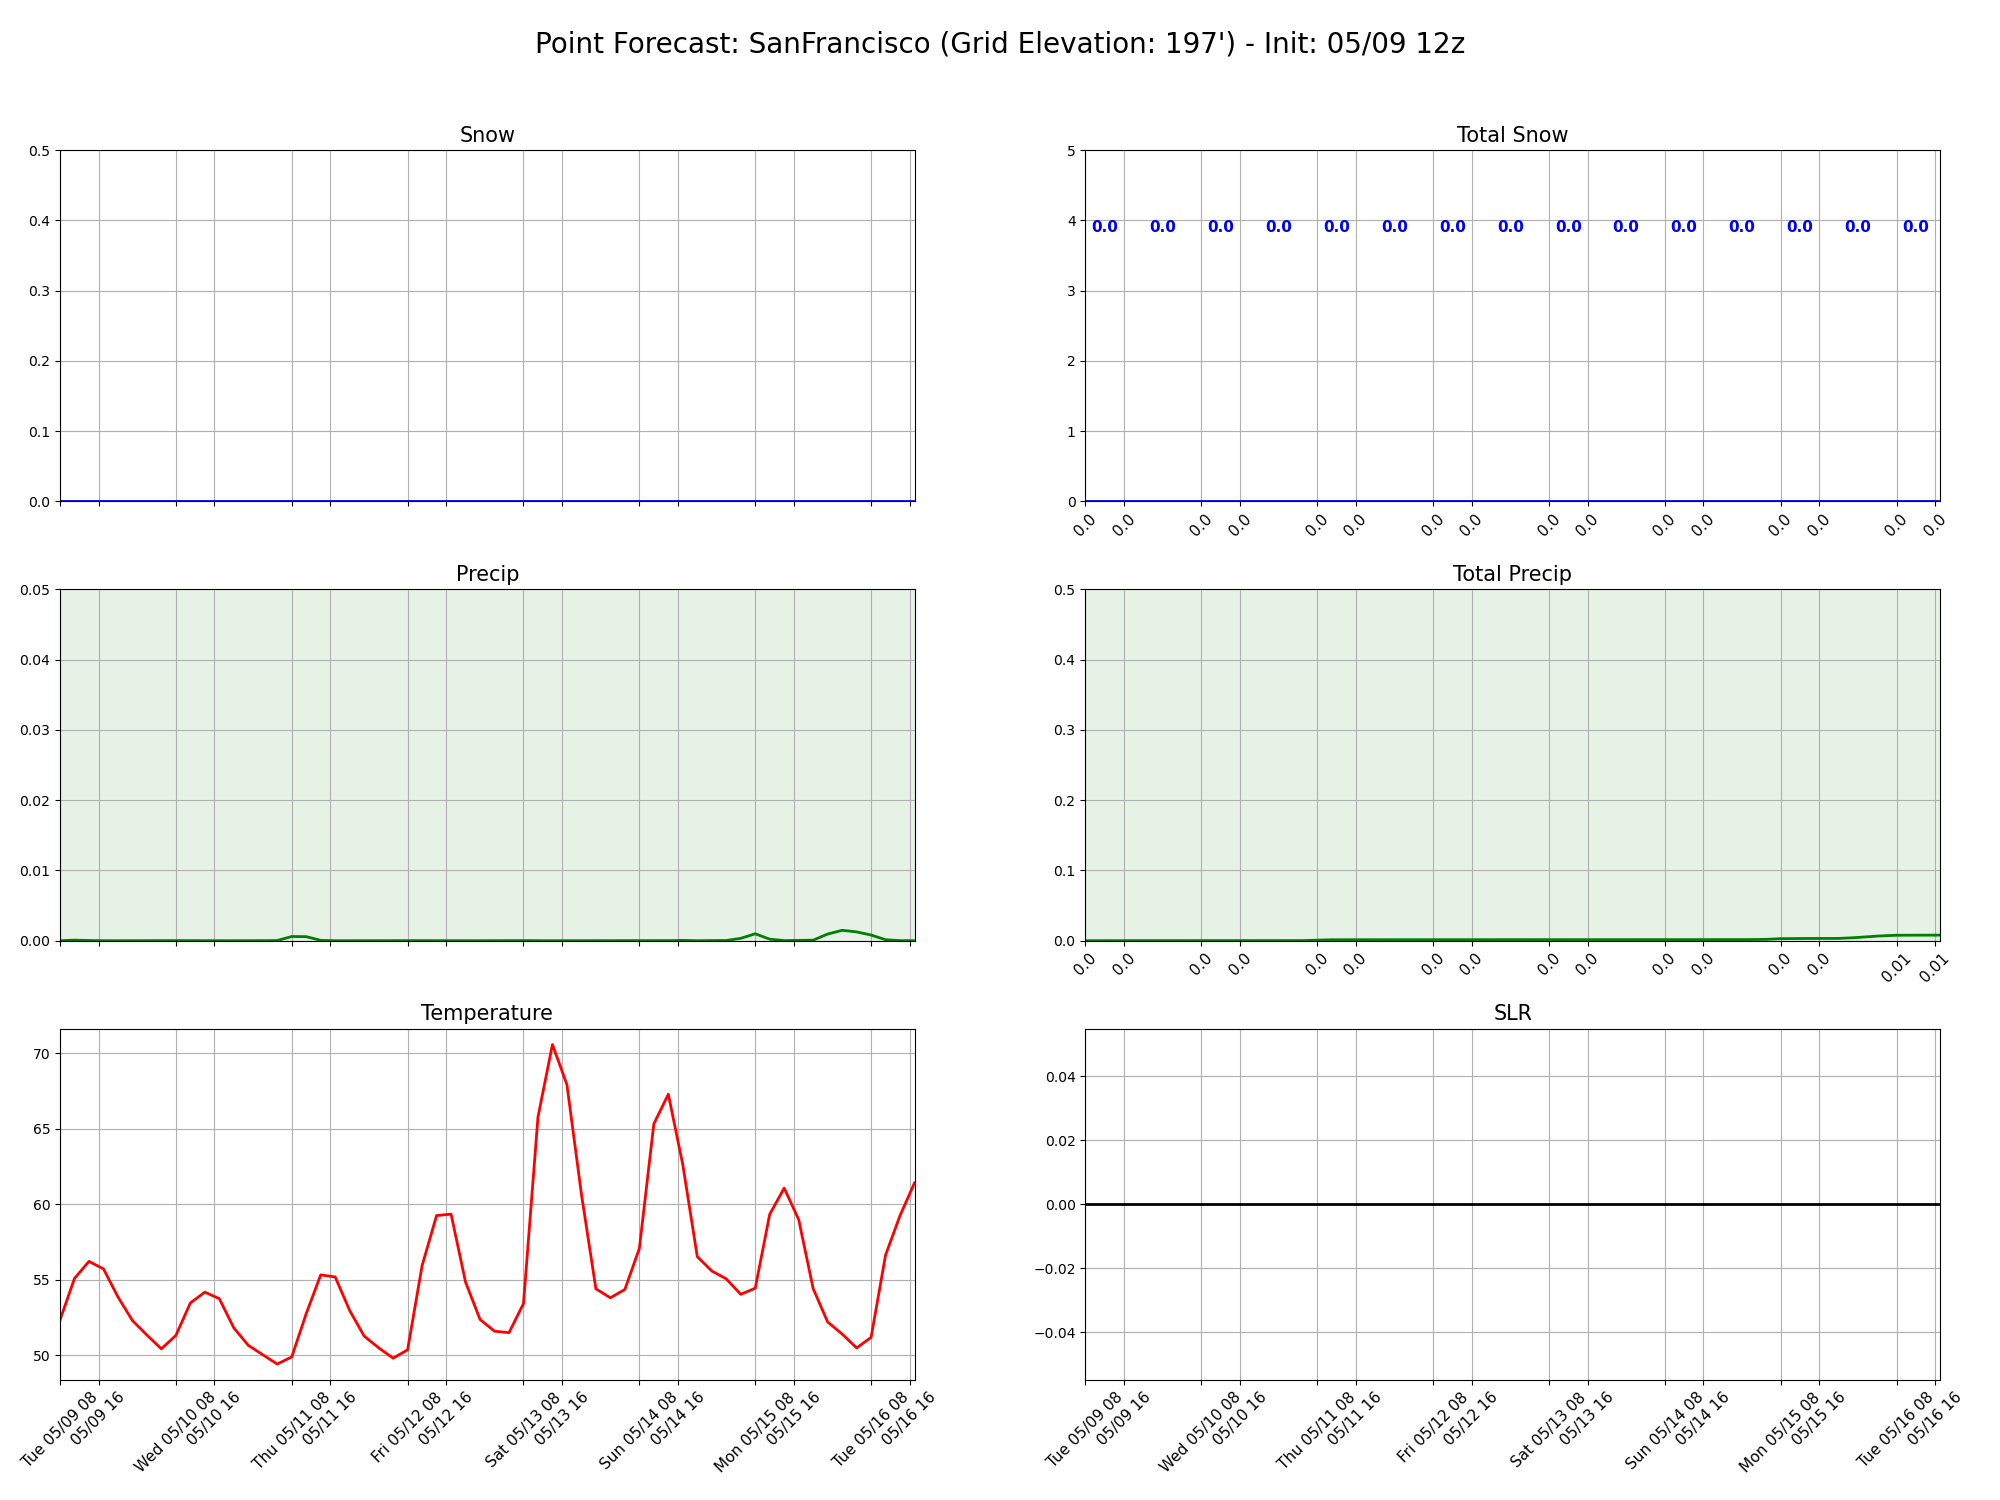 Point Forecast: SanFrancisco (Grid Elevation: 197') - Init: 05/09 12z
Snow
0.5
0.4
0.3
0.2
0.1
0.0
Total Snow
5
4
3
2
1
0
0.0 0.0 0.0 0.0 0.0 0.0 0.0 0.0 0.0 0.0 0.0 0.0 0.0 0.0 0.0
0.0 0.0 0.0 0.0 0.0 0.0 0.0 0.0 0.0 0.0 0.0 0.0 0.0 0.0 0.0 0.0
Precip
0.05
0.04
0.03
0.02
0.01
0.00
Total Precip
0.5
0.4
0.3
0.2
0.1
0.0
0.0 0.0 0.0 0.0 0.0 0.0 0.0 0.0 0.0 0.0 0.0 0.0 0.0 0.0 0.01 0.01
Temperature
70
65
60
55
50
Tue 05/09 08
05/09 16
Wed 05/10 08
05/10 16
Thu 05/11 08
05/11 16
Fri 05/12 08
05/12 16
Sat 05/13 08
05/13 16
Sun 05/14 08
05/14 16
Mon 05/15 08
05/15 16
Tue 05/16 08
05/16 16
SLR
0.04
0.02
0.00
−0.02
−0.04
Tue 05/09 08
05/09 16
Wed 05/10 08
05/10 16
Thu 05/11 08
05/11 16
Fri 05/12 08
05/12 16
Sat 05/13 08
05/13 16
Sun 05/14 08
05/14 16
Mon 05/15 08
05/15 16
Tue 05/16 08
05/16 16